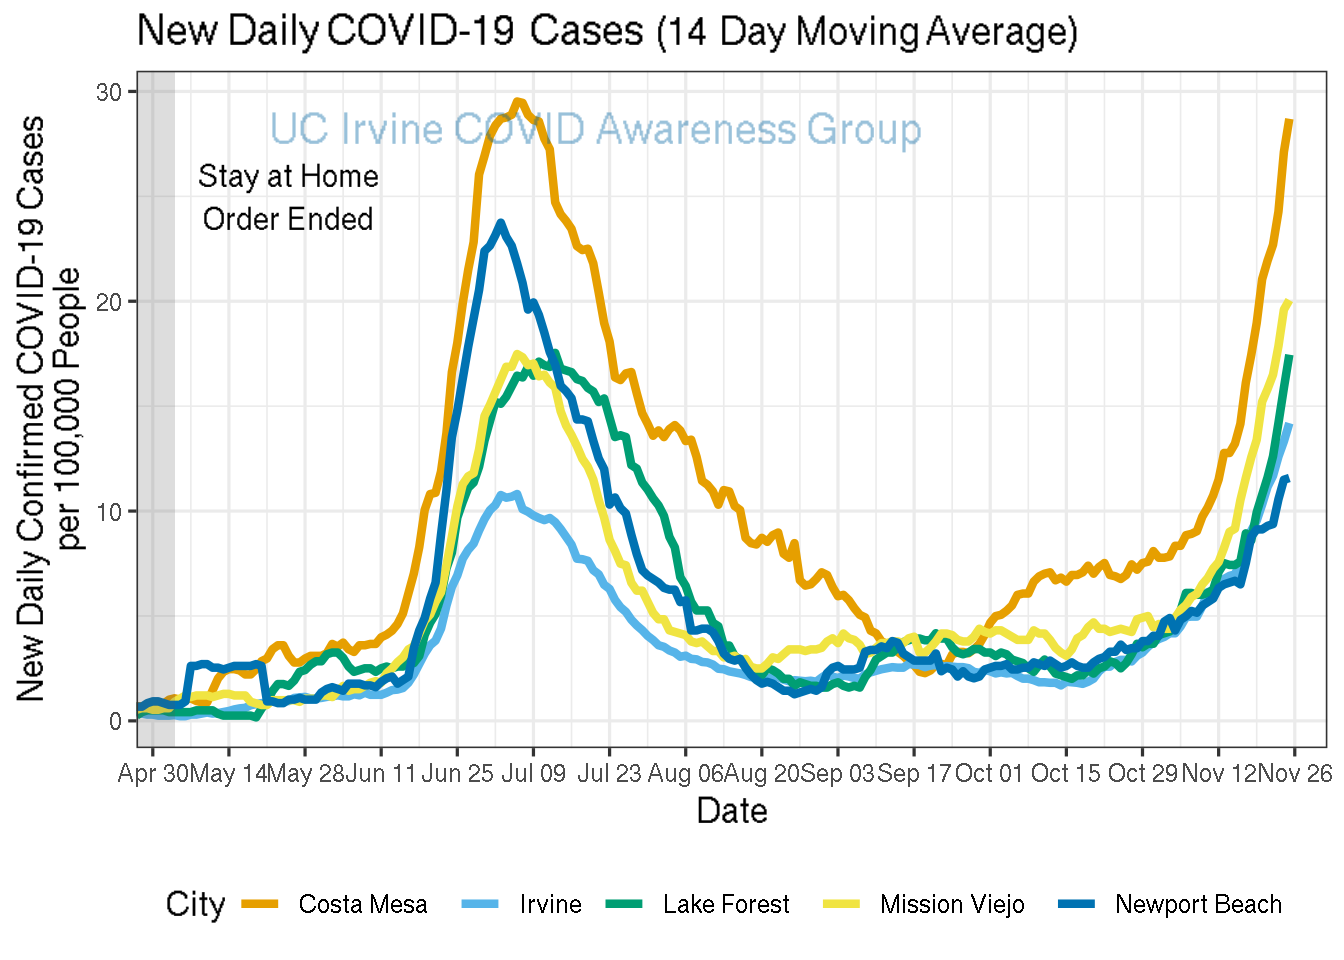 New Daily COVID-19 Cases (14 Day Moving Average)
UC Irvine COVID Awareness Group
Stay at Home
Order Ended
New Daily Confirmed COVID-19 Cases
per 100,000 People
30
20
10
0
Apr 30 May 14 May 28 Jun 11 Jun 25 Jul 09 Jul 23 Aug 06 Aug 20 Sep 03 Sep 17 Oct 01 Oct 15 Oct 29 Nov 12 Nov 26
Date
City Costa Mesa Irvine Lake Forest Mission Viejo Newport Beach